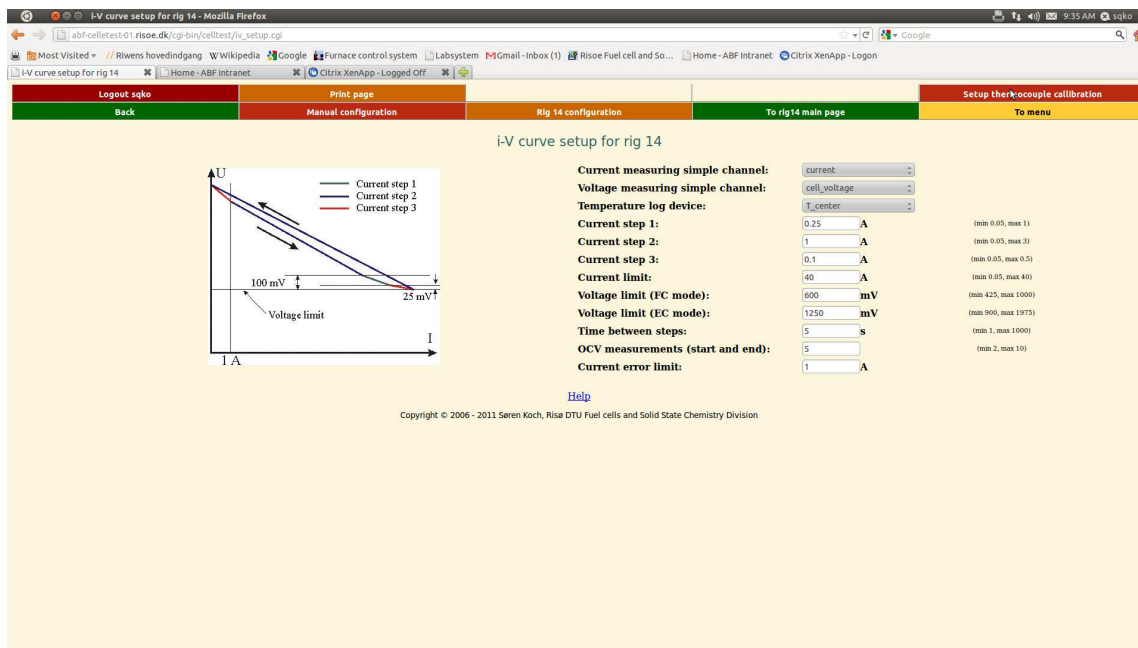 i-V curve setup for rig 14 - Mozilla Firefox
9:35 AM sqko
abf-celletest-01.risoe.dk/cgi-bin/celltest/iv_setup.cgi
Google
Most Visited // Riwens hovedindgang W Wikipedia Google Furnace control system Labsystem Gmail - Inbox (1) Risoe Fuel cell and So... Home - ABF Intranet Citrix XenApp - Logon
i-V curve setup for rig 14 Home - ABF Intranet Citrix XenApp - Logged Off
Logout sqko Print page Setup thermocouple callibration
Back Manual configuration Rig 14 configuration To rig14 main page To menu
i-V curve setup for rig 14
U
Current step 1
Current step 2
Current step 3
100 mV
25 mV
Voltage limit
I
1 A
Current measuring simple channel: current
Voltage measuring simple channel: cell_voltage
Temperature log device: T_center
Current step 1: 0.25 A (min 0.05, max 1)
Current step 2: 1 A (min 0.05, max 3)
Current step 3: 0.1 A (min 0.05, max 0.5)
Current limit: 40 A (min 0.05, max 40)
Voltage limit (FC mode): 600 mV (min 425, max 1000)
Voltage limit (EC mode): 1250 mV (min 900, max 1975)
Time between steps: 5 s (min 1, max 1000)
OCV measurements (start and end): 5 (min 2, max 10)
Current error limit: 1 A
Help
Copyright © 2006 - 2011 Søren Koch, Risø DTU Fuel cells and Solid State Chemistry Division